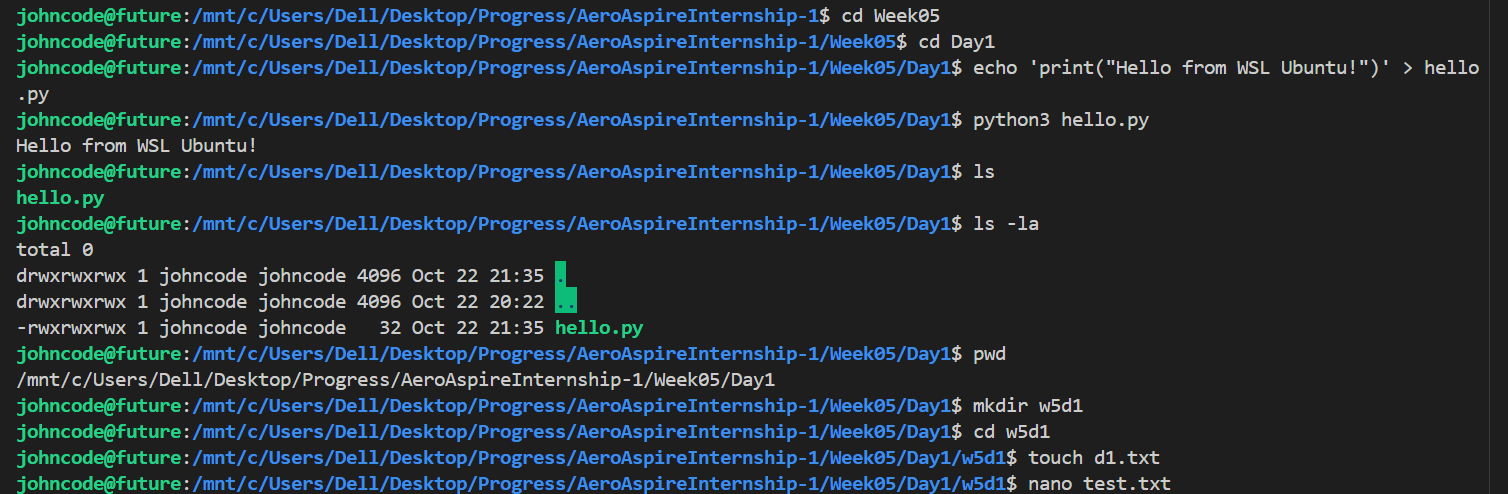 johncode@future:/mnt/c/Users/Dell/Desktop/Progress/AeroAspireInternship-1$ cd Week05
johncode@future:/mnt/c/Users/Dell/Desktop/Progress/AeroAspireInternship-1/Week05$ cd Day1
johncode@future:/mnt/c/Users/Dell/Desktop/Progress/AeroAspireInternship-1/Week05/Day1$ echo 'print("Hello from WSL Ubuntu!")' > hello
.py
johncode@future:/mnt/c/Users/Dell/Desktop/Progress/AeroAspireInternship-1/Week05/Day1$ python3 hello.py
Hello from WSL Ubuntu!
johncode@future:/mnt/c/Users/Dell/Desktop/Progress/AeroAspireInternship-1/Week05/Day1$ ls
hello.py
johncode@future:/mnt/c/Users/Dell/Desktop/Progress/AeroAspireInternship-1/Week05/Day1$ ls -la
total 0
drwxrwxrwx 1 johncode johncode 4096 Oct 22 21:35 .
drwxrwxrwx 1 johncode johncode 4096 Oct 22 20:22 ..
-rwxrwxrwx 1 johncode johncode   32 Oct 22 21:35 hello.py
johncode@future:/mnt/c/Users/Dell/Desktop/Progress/AeroAspireInternship-1/Week05/Day1$ pwd
/mnt/c/Users/Dell/Desktop/Progress/AeroAspireInternship-1/Week05/Day1
johncode@future:/mnt/c/Users/Dell/Desktop/Progress/AeroAspireInternship-1/Week05/Day1$ mkdir w5d1
johncode@future:/mnt/c/Users/Dell/Desktop/Progress/AeroAspireInternship-1/Week05/Day1$ cd w5d1
johncode@future:/mnt/c/Users/Dell/Desktop/Progress/AeroAspireInternship-1/Week05/Day1/w5d1$ touch d1.txt
johncode@future:/mnt/c/Users/Dell/Desktop/Progress/AeroAspireInternship-1/Week05/Day1/w5d1$ nano test.txt